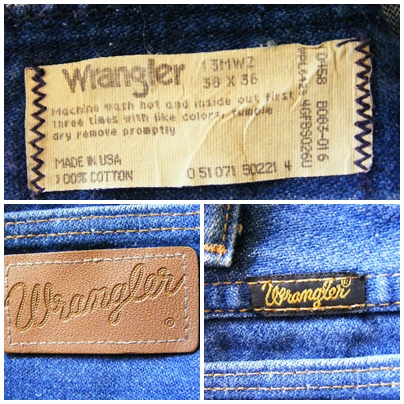 Wrangler 13MWZ
38 X 36
Machine wash hot and inside out first
three times with like colors, tumble
dry remove promptly
MADE IN USA
100% COTTON
0 51071 90221 4
Wrangler ®
Wrangler ®